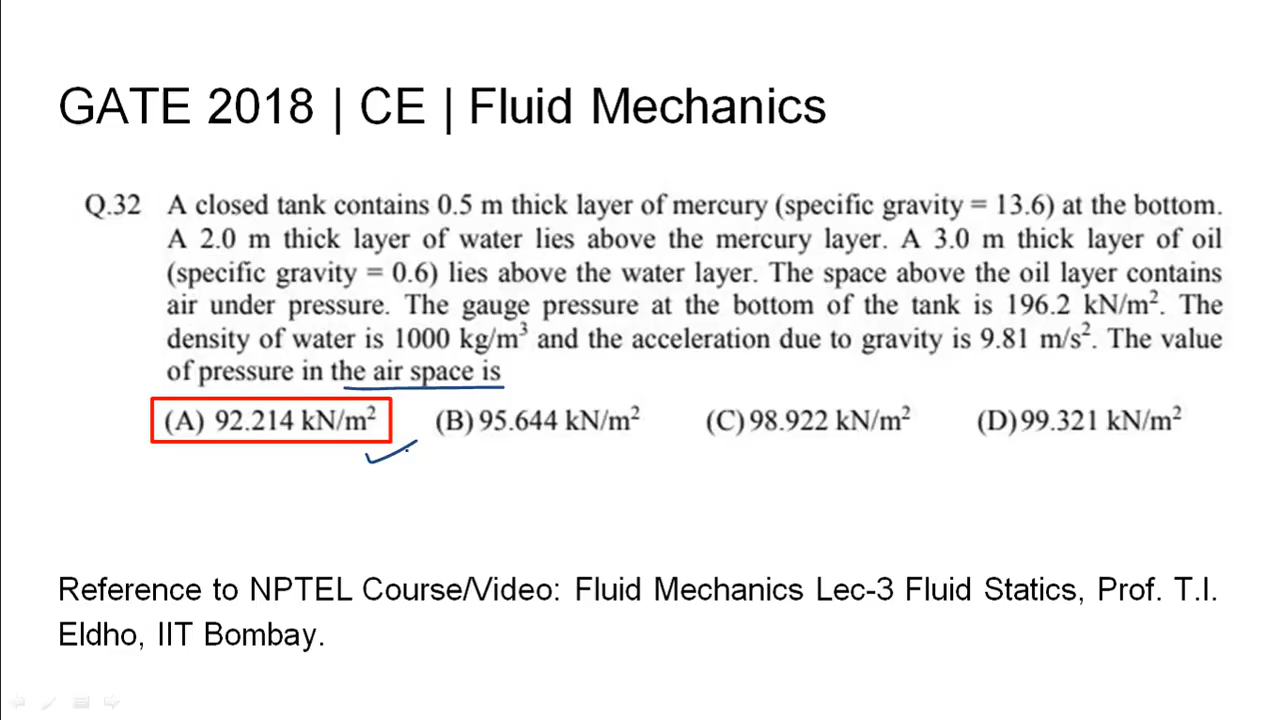 GATE 2018 | CE | Fluid Mechanics
Q.32 A closed tank contains 0.5 m thick layer of mercury (specific gravity = 13.6) at the bottom.
A 2.0 m thick layer of water lies above the mercury layer. A 3.0 m thick layer of oil
(specific gravity = 0.6) lies above the water layer. The space above the oil layer contains
air under pressure. The gauge pressure at the bottom of the tank is 196.2 kN/m². The
density of water is 1000 kg/m³ and the acceleration due to gravity is 9.81 m/s². The value
of pressure in the air space is
(A) 92.214 kN/m² (B) 95.644 kN/m² (C) 98.922 kN/m² (D) 99.321 kN/m²
Reference to NPTEL Course/Video: Fluid Mechanics Lec-3 Fluid Statics, Prof. T.I.
Eldho, IIT Bombay.